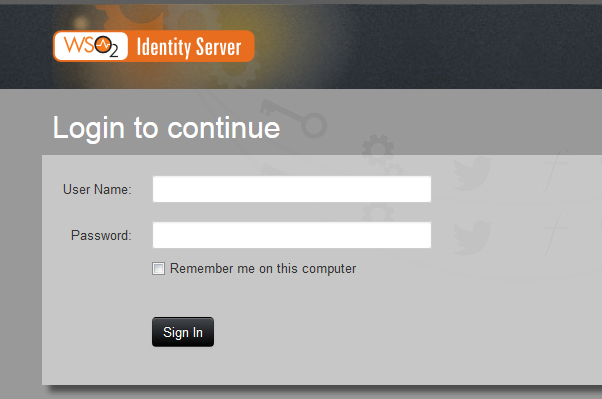 WSO2 Identity Server
Login to continue
User Name:
Password:
Remember me on this computer
Sign In